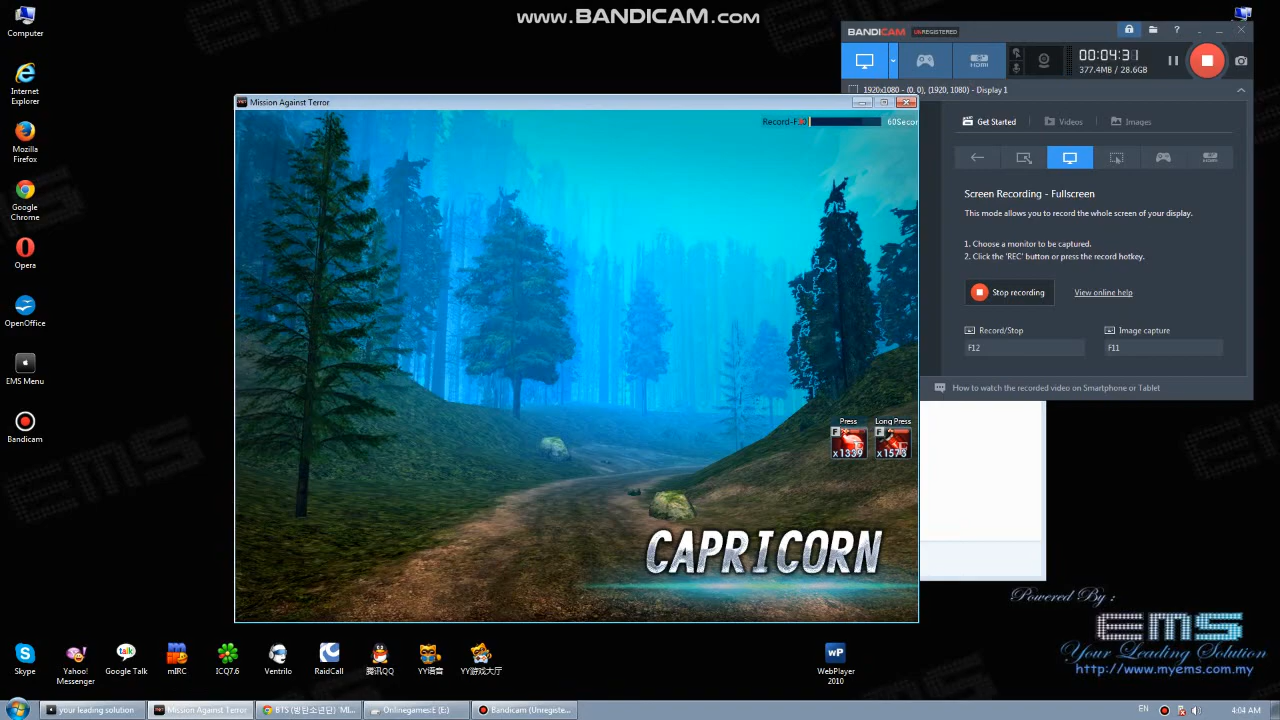 www.BANDICAM.com
Computer
Internet
Explorer
Mozilla
Firefox
Google
Chrome
Opera
OpenOffice
EMS Menu
Bandicam
BANDICAM
UNREGISTERED
HDMI
00:04:31
377.4MB / 28.6GB
1920x1080 - (0, 0), (1920, 1080) - Display 1
Get Started
Videos
Images
Screen Recording - Fullscreen
This mode allows you to record the whole screen of your display.
1. Choose a monitor to be captured.
2. Click the 'REC' button or press the record hotkey.
Stop recording
View online help
Record/Stop
Image capture
F12
F11
How to watch the recorded video on Smartphone or Tablet
Mission Against Terror
60Secon
Press
Long Press
F
F
x1339
CAPRICORN
Powered By :
EMS
Your Leading Solution
http://www.myems.com.my
Skype
Yahoo!
Messenger
Google Talk
mIRC
ICQ7.6
Ventrilo
RaidCall
腾讯QQ
YY语音
YY游戏大厅
WebPlayer
2010
your leading solution
Mission Against Terror
Onlinegamesit (E:)
Bandicam (Unregiste...
EN
4:04 AM